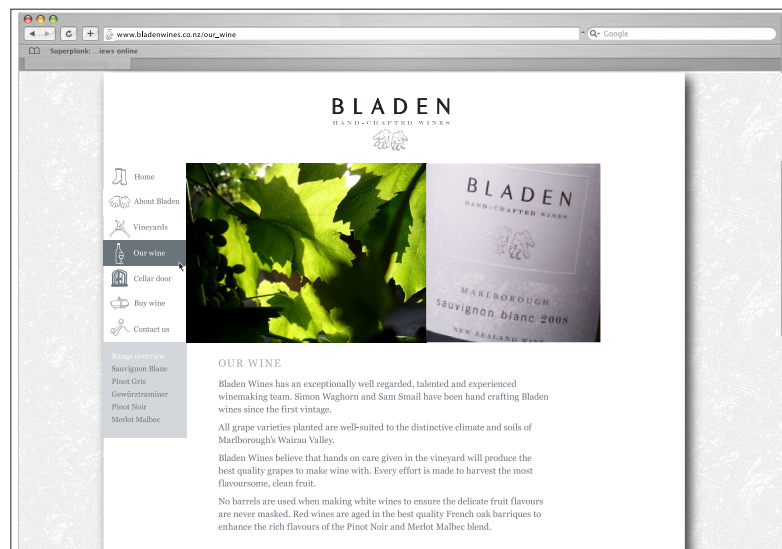 www.bladenwines.co.nz/our_wine
Google
Superplonk: ...iews online
BLADEN
HAND-CRAFTED WINES
Home
About Bladen
Vineyards
Our wine
Cellar door
Buy wine
Contact us
Range overview
Sauvignon Blanc
Pinot Gris
Gewürztraminer
Pinot Noir
Merlot Malbec
BLADEN
HAND-CRAFTED WINES
MARLBOROUGH
sauvignon blanc 2008
NEW ZEALAND WINE
OUR WINE
Bladen Wines has an exceptionally well regarded, talented and experienced
winemaking team. Simon Waghorn and Sam Smail have been hand crafting Bladen
wines since the first vintage.
All grape varieties planted are well-suited to the distinctive climate and soils of
Marlborough's Wairau Valley.
Bladen Wines believe that hands on care given in the vineyard will produce the
best quality grapes to make wine with. Every effort is made to harvest the most
flavoursome, clean fruit.
No barrels are used when making white wines to ensure the delicate fruit flavours
are never masked. Red wines are aged in the best quality French oak barriques to
enhance the rich flavours of the Pinot Noir and Merlot Malbec blend.